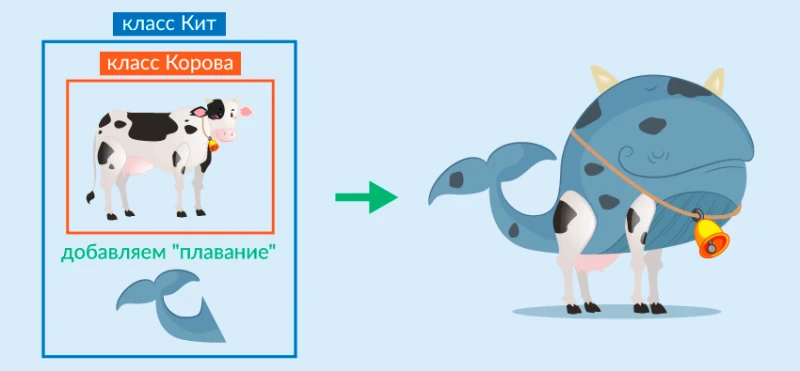 класс Кит
класс Корова
добавляем "плавание"